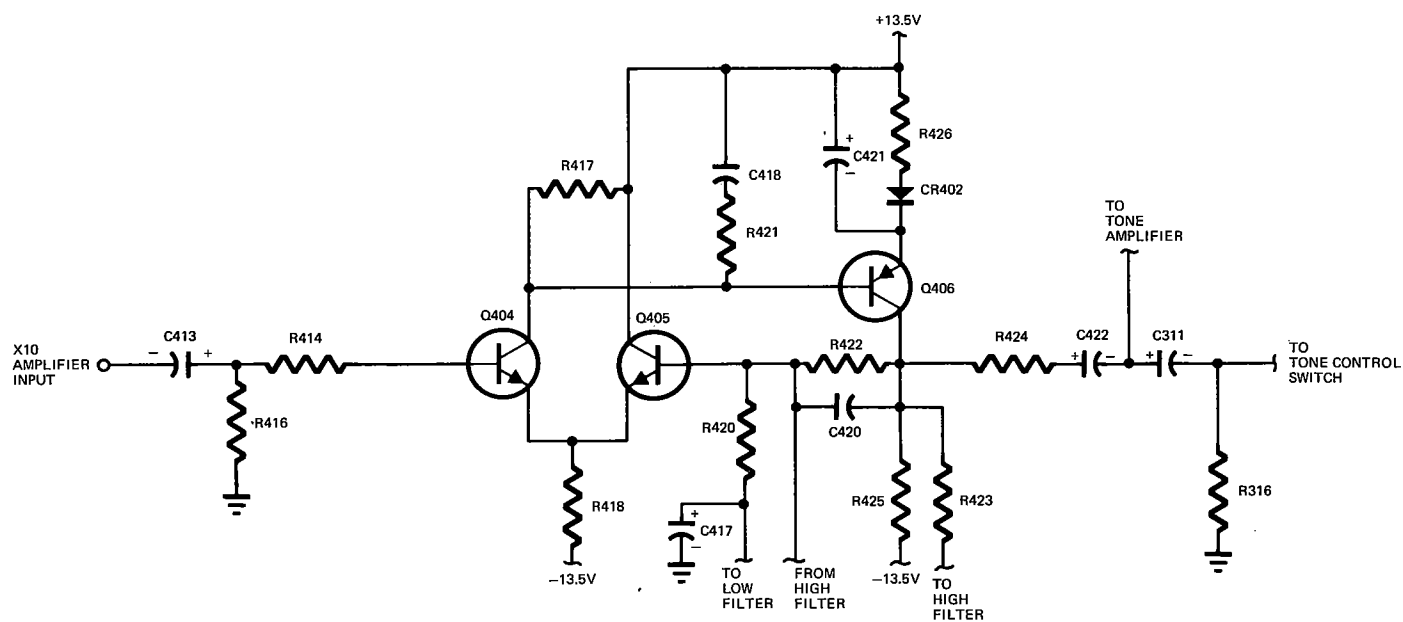 +13.5V
R426
C421
R417
C418
CR402
R421
TO
TONE
AMPLIFIER
Q406
Q404
Q405
C413
R414
R422
R424
C422
C311
X10
AMPLIFIER
INPUT
TO
TONE CONTROL
SWITCH
R416
R420
C420
R418
R425
R423
R316
C417
−13.5V
TO
LOW
FILTER
FROM
HIGH
FILTER
−13.5V
TO
HIGH
FILTER